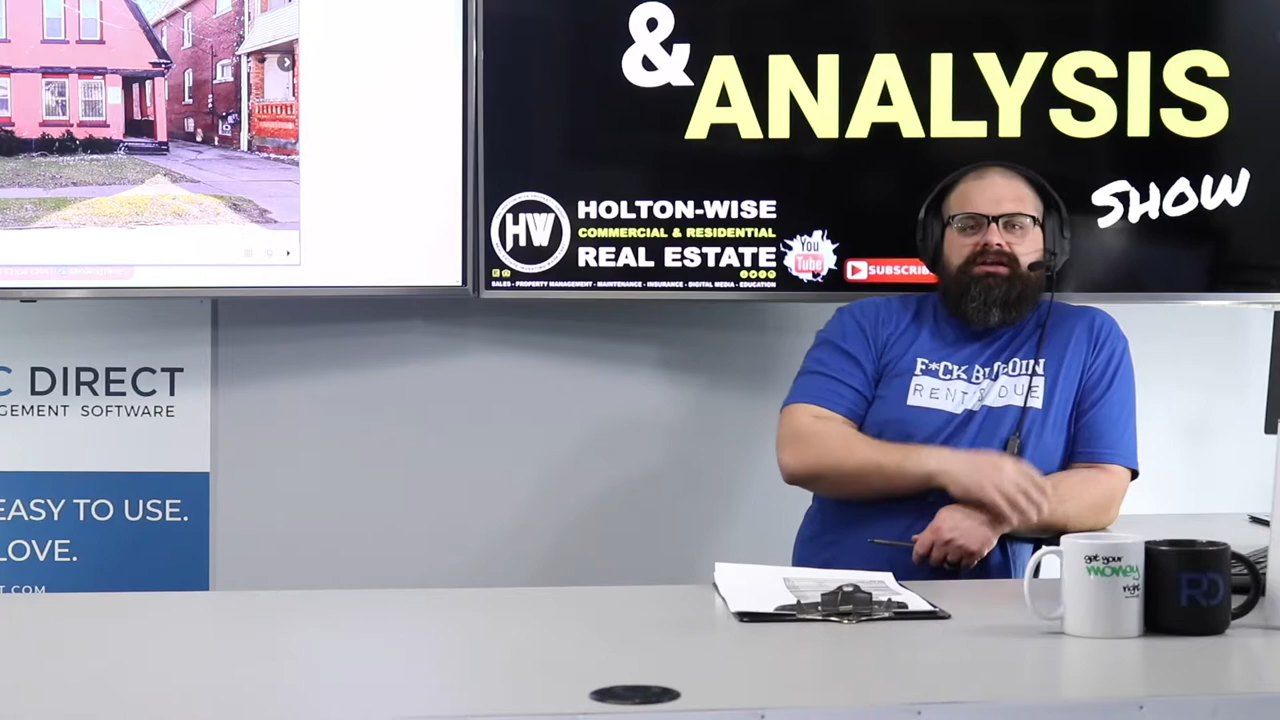 &
ANALYSIS
SHOW
HW
HOLTON-WISE
COMMERCIAL & RESIDENTIAL
REAL ESTATE
SALES - PROPERTY MANAGEMENT - MAINTENANCE - INSURANCE - DIGITAL MEDIA - EDUCATION
You
Tube
SUBSCRIB
C DIRECT
GEMENT SOFTWARE
EASY TO USE.
LOVE.
T.COM
F*CK BITCOIN
RENT'S DUE
get your
money
right
RD